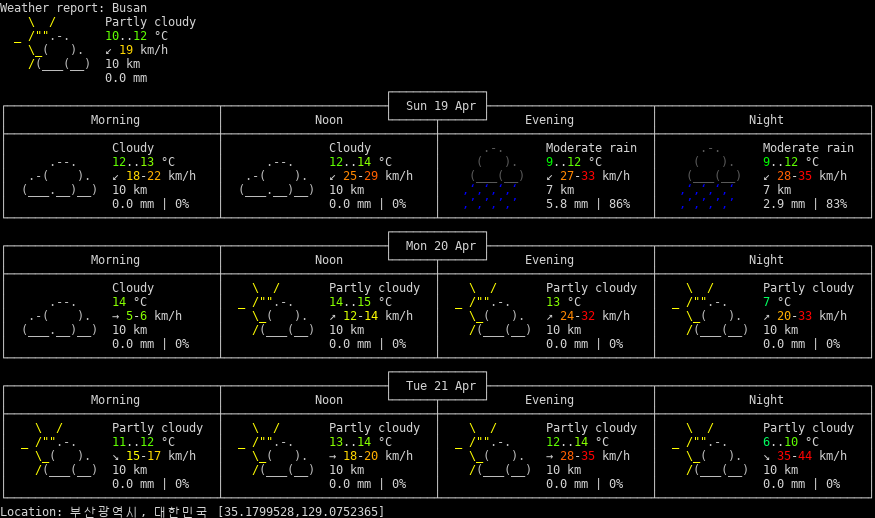 Weather report: Busan
Partly cloudy
10..12 °C
↙ 19 km/h
10 km
0.0 mm
Sun 19 Apr
Morning Noon Evening Night
Cloudy Cloudy Moderate rain Moderate rain
12..13 °C 12..14 °C 9..12 °C 9..12 °C
↙ 18-22 km/h ↙ 25-29 km/h ↙ 27-33 km/h ↙ 28-35 km/h
10 km 10 km 7 km 7 km
0.0 mm | 0% 0.0 mm | 0% 5.8 mm | 86% 2.9 mm | 83%
Mon 20 Apr
Morning Noon Evening Night
Cloudy Partly cloudy Partly cloudy Partly cloudy
14 °C 14..15 °C 13 °C 7 °C
→ 5-6 km/h ↗ 12-14 km/h ↗ 24-32 km/h ↗ 20-33 km/h
10 km 10 km 10 km 10 km
0.0 mm | 0% 0.0 mm | 0% 0.0 mm | 0% 0.0 mm | 0%
Tue 21 Apr
Morning Noon Evening Night
Partly cloudy Partly cloudy Partly cloudy Partly cloudy
11..12 °C 13..14 °C 12..14 °C 6..10 °C
↘ 15-17 km/h → 18-20 km/h → 28-35 km/h ↘ 35-44 km/h
10 km 10 km 10 km 10 km
0.0 mm | 0% 0.0 mm | 0% 0.0 mm | 0% 0.0 mm | 0%
Location: 부산광역시, 대한민국 [35.1799528,129.0752365]